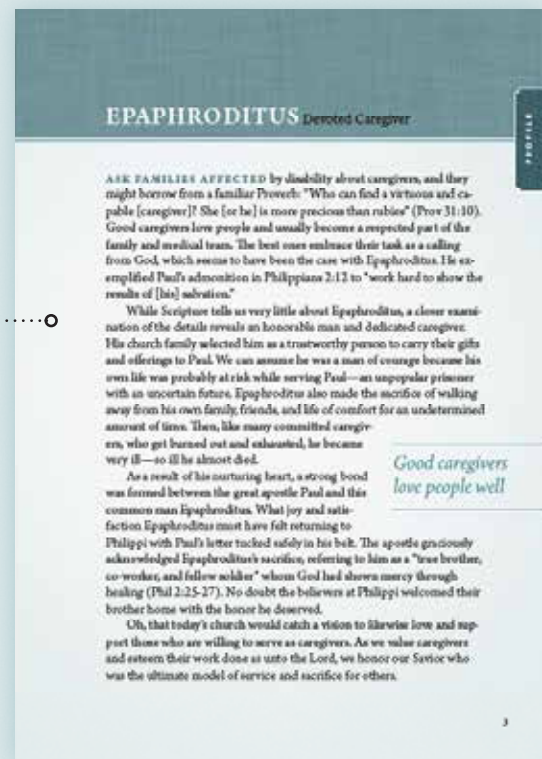 EPAPHRODITUS Devoted Caregiver
PROFILE
ASK FAMILIES AFFECTED by disability about caregivers, and they
might borrow from a familiar Proverb: "Who can find a virtuous and ca-
pable [caregiver]? She [or he] is more precious than rubies" (Prov 31:10).
Good caregivers love people and usually become a respected part of the
family and medical team. The best ones embrace their task as a calling
from God, which seems to have been the case with Epaphroditus. He ex-
emplified Paul's admonition in Philippians 2:12 to "work hard to show the
results of [his] salvation."
While Scripture tells us very little about Epaphroditus, a closer exami-
nation of the details reveals an honorable man and dedicated caregiver.
His church family selected him as a trustworthy person to carry their gifts
and offerings to Paul. We can assume he was a man of courage because his
own life was probably at risk while serving Paul—an unpopular prisoner
with an uncertain future. Epaphroditus also made the sacrifice of walking
away from his own family, friends, and life of comfort for an undetermined
amount of time. Then, like many committed caregiv-
ers, who get burned out and exhausted, he became
very ill—so ill he almost died.
As a result of his nurturing heart, a strong bond
was formed between the great apostle Paul and this
common man Epaphroditus. What joy and satis-
faction Epaphroditus must have felt returning to
Philippi with Paul's letter tucked safely in his belt. The apostle graciously
acknowledged Epaphroditus's sacrifice, referring to him as a "true brother,
co-worker, and fellow soldier" whom God had shown mercy through
healing (Phil 2:25-27). No doubt the believers at Philippi welcomed their
brother home with the honor he deserved.
Oh, that today's church would catch a vision to likewise love and sup-
port those who are willing to serve as caregivers. As we value caregivers
and esteem their work done as unto the Lord, we honor our Savior who
was the ultimate model of service and sacrifice for others.
Good caregivers
love people well
3